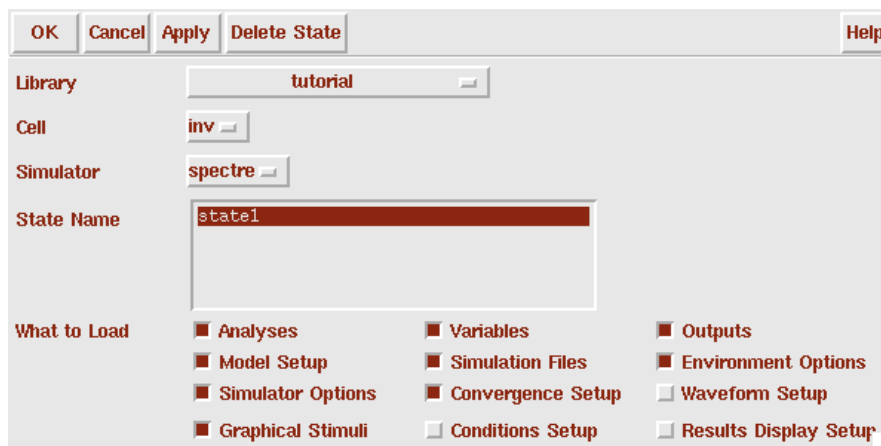 OK Cancel Apply Delete State Help
Library tutorial
Cell inv
Simulator spectre
State Name state1
What to Load Analyses Variables Outputs
Model Setup Simulation Files Environment Options
Simulator Options Convergence Setup Waveform Setup
Graphical Stimuli Conditions Setup Results Display Setup